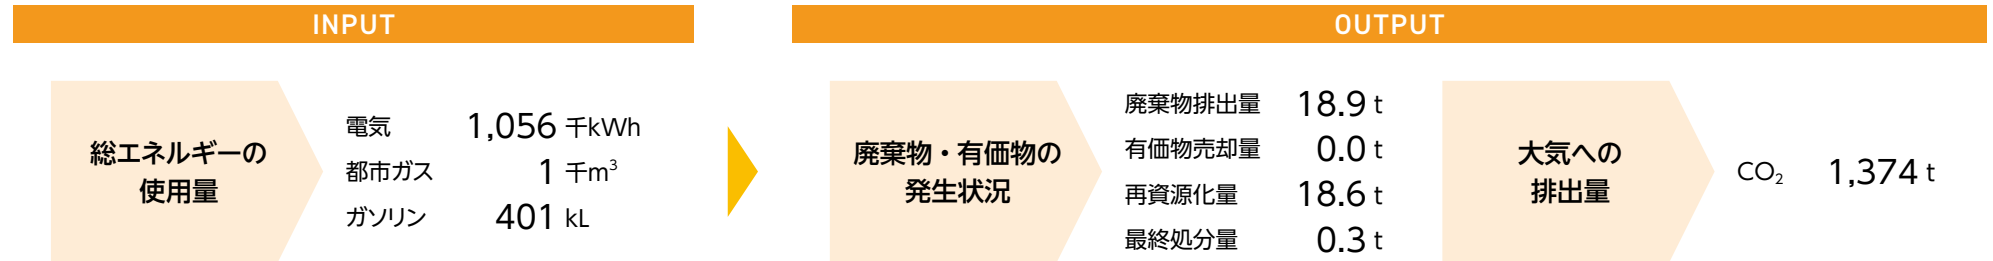 INPUT
総エネルギーの
使用量
電気 1,056 千kWh
都市ガス 1 千m³
ガソリン 401 kL
OUTPUT
廃棄物・有価物の
発生状況
廃棄物排出量 18.9 t
有価物売却量 0.0 t
再資源化量 18.6 t
最終処分量 0.3 t
大気への
排出量
CO₂ 1,374 t